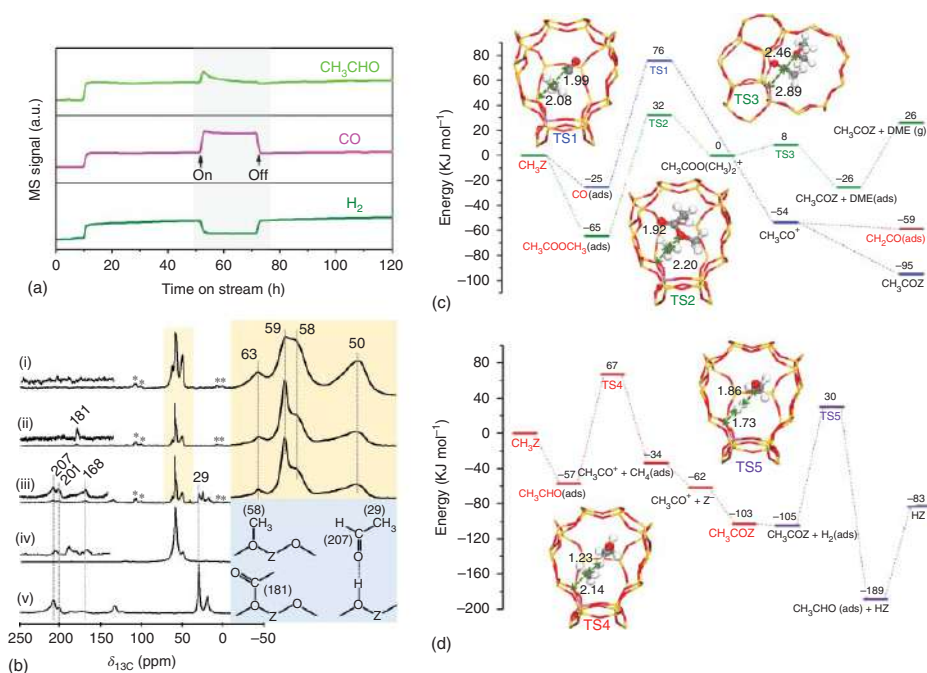 CH3CHO
CO
On
Off
H2
MS signal (a.u.)
0
20
40
60
80
100
120
Time on stream (h)
(a)
63
59
58
50
(i)
*
*
**
(ii)
181
*
*
**
207
201
168
29
(iii)
*
*
**
(iv)
(v)
(58)
CH3
O
Z
O
H
CH3
(29)
(207)
O
O
(181)
O
Z
O
H
O
Z
250
200
150
100
50
0
−50
δ13C (ppm)
(b)
Energy (KJ mol−1)
80
60
40
20
0
−20
−40
−60
−80
−100
76
TS1
1.99
2.08
TS1
2.46
2.89
TS3
32
TS2
26
CH3COZ + DME (g)
0
CH3Z
CH3COO(CH3)2+
8
TS3
−25
CO(ads)
−26
CH3COZ + DME(ads)
−65
CH3COOCH3(ads)
1.92
2.20
TS2
−54
CH3CO+
−59
CH2CO(ads)
−95
CH3COZ
(c)
Energy (KJ mol−1)
80
40
0
−40
−80
−120
−160
−200
67
TS4
1.86
1.73
TS5
30
TS5
CH3Z
−57
CH3CHO(ads)
CH3CO+ + CH4(ads)
−34
−62
CH3CO+ + Z−
−103
CH3COZ
−105
CH3COZ + H2(ads)
−83
HZ
1.23
2.14
TS4
−189
CH3CHO (ads) + HZ
(d)